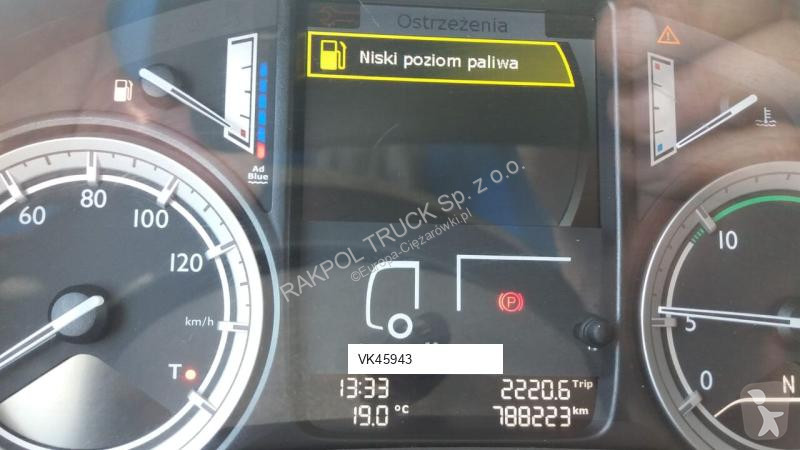 Ostrzeżenia
Niski poziom paliwa
Ad
Blue
60
80
100
120
km/h
T
RAKPOL TRUCK Sp. z o.o.
©Europa-Ciężarówki.pl
P
10
5
0
N
VK45943
13:33
2220.6 Trip
19.0 °C
788223 km